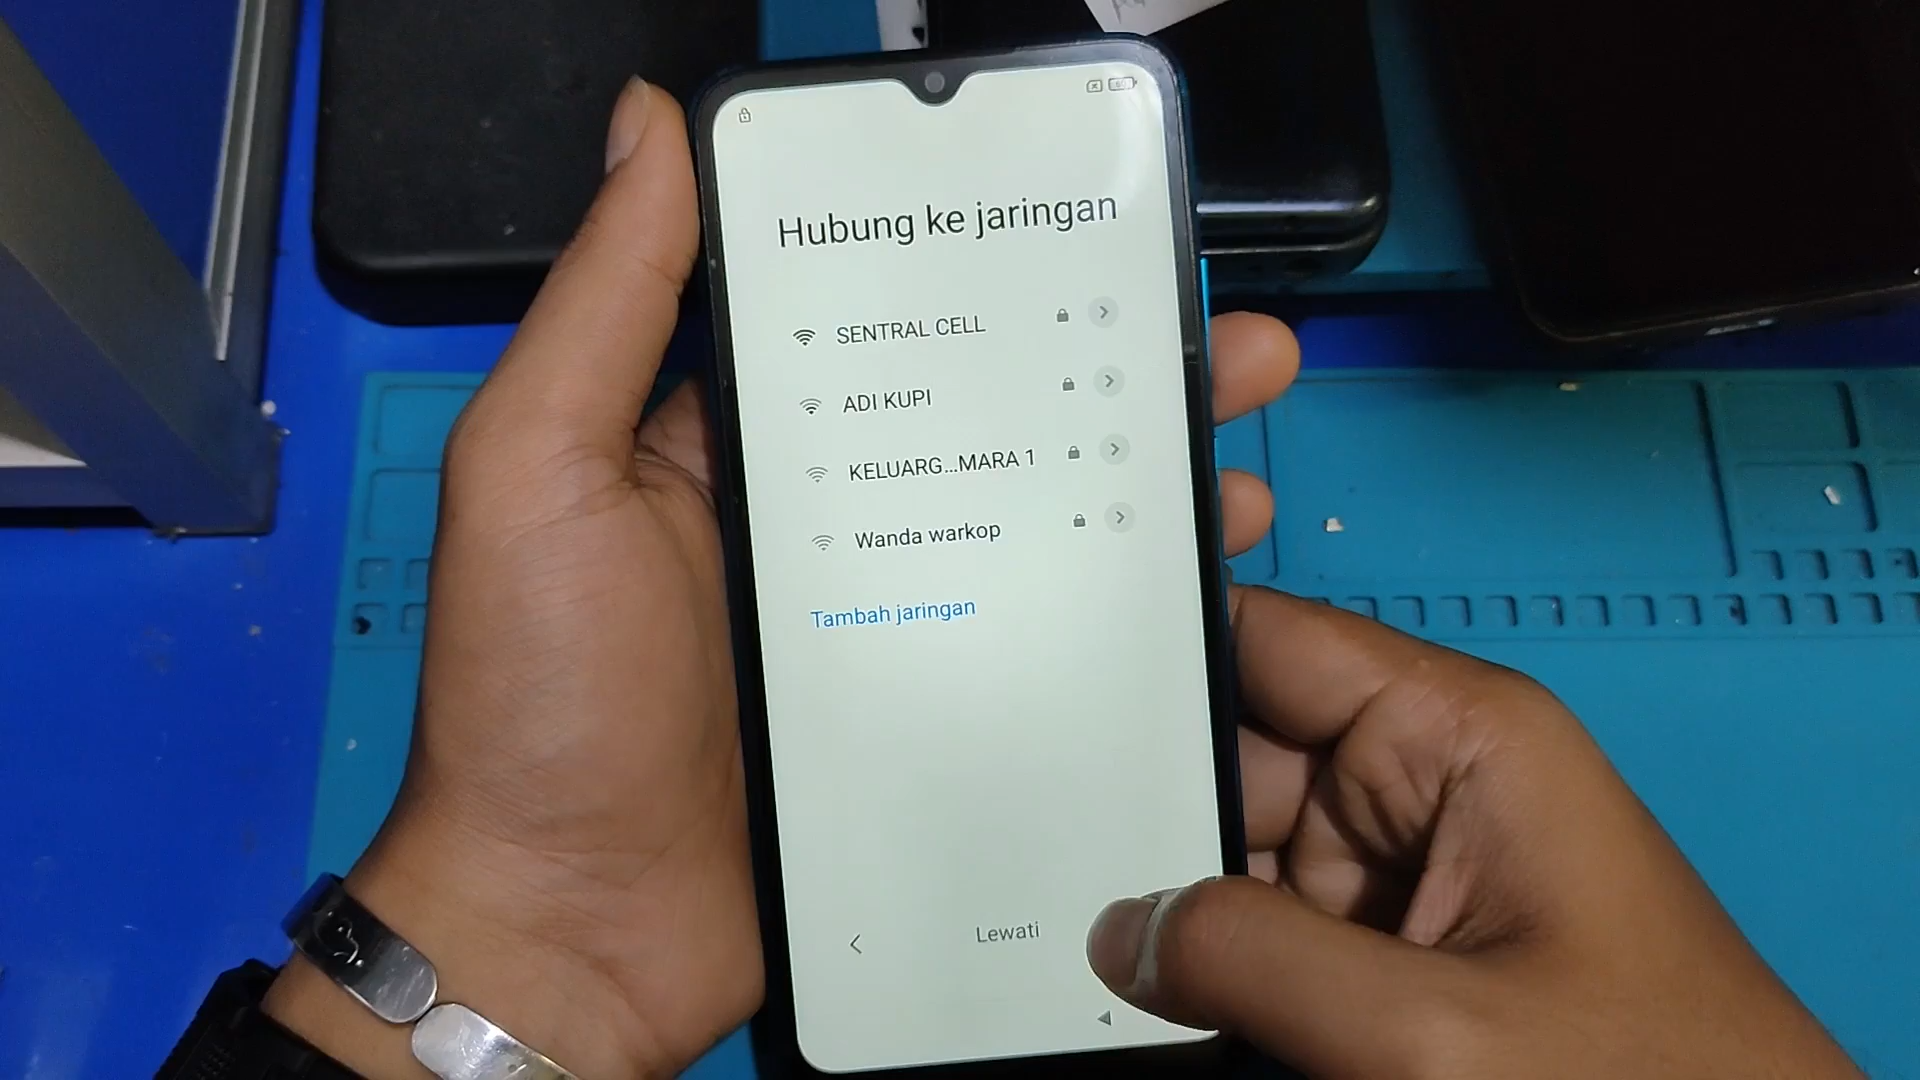 Hubung ke jaringan
SENTRAL CELL
ADI KUPI
KELUARG...MARA 1
Wanda warkop
Tambah jaringan
Lewati